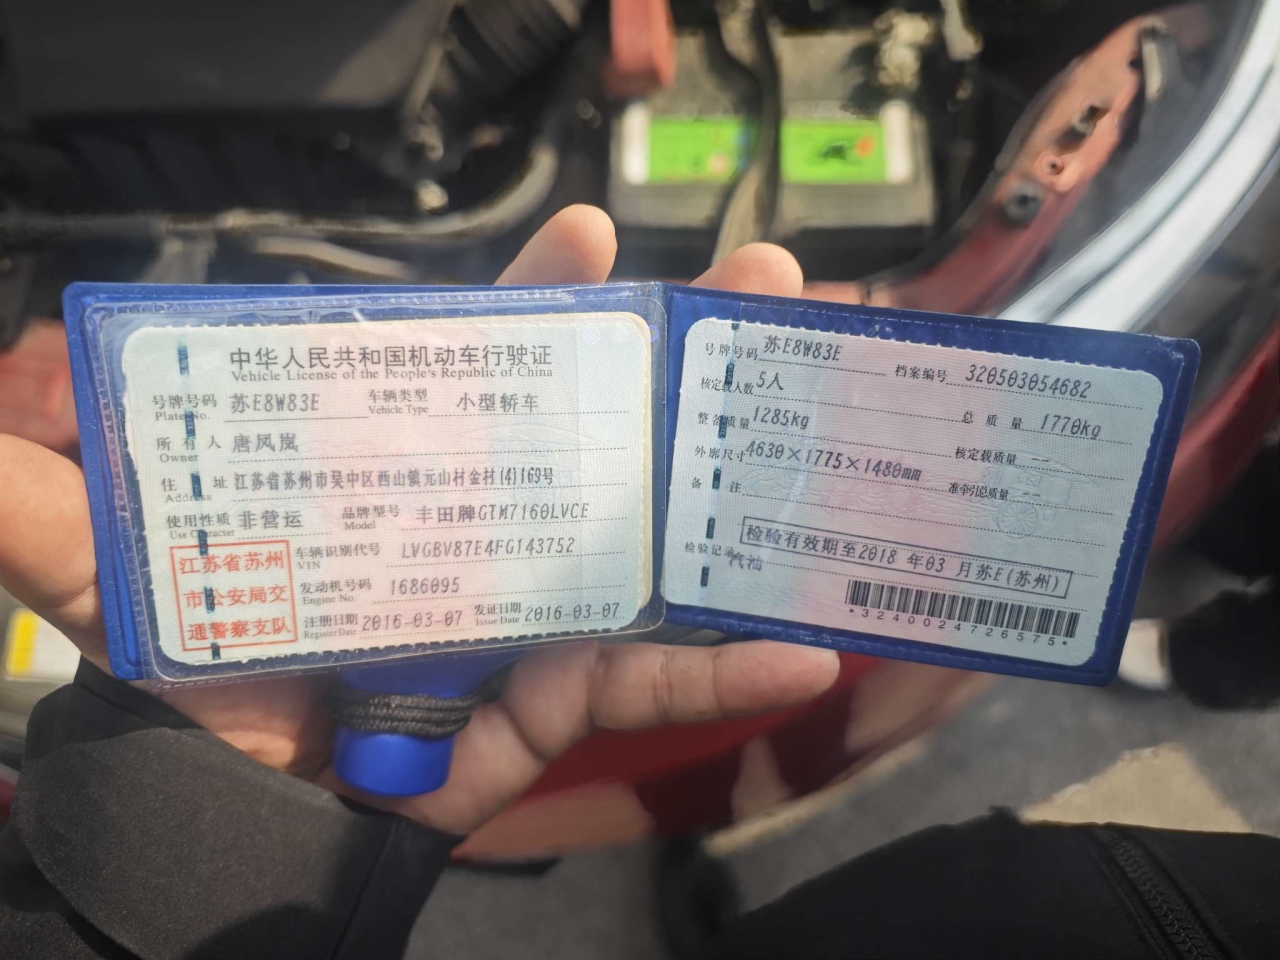 中华人民共和国机动车行驶证
Vehicle License of the People's Republic of China
号牌号码 苏E8W83E 车辆类型 小型轿车
Plate No. Vehicle Type
所有人 唐凤岚
Owner
住址 江苏省苏州市吴中区西山镇元山村金村(4)169号
Address
使用性质 非营运 品牌型号 丰田牌GTM7160LVCE
Use Character Model
江苏省苏州
市公安局交
通警察支队
车辆识别代号 LVGBV87E4FG143752
VIN
发动机号码 1686095
Engine No.
注册日期 2016-03-07 发证日期 2016-03-07
Register Date Issue Date
号牌号码 苏E8W83E 档案编号 320503054682
核定载人数 5人 总质量 1770kg
整备质量 1285kg 核定载质量 --
外廓尺寸 4630×1775×1480mm 准牵引总质量 --
备注
检验有效期至2018年03月苏E(苏州)
检验记录 汽油
*3240024726575*